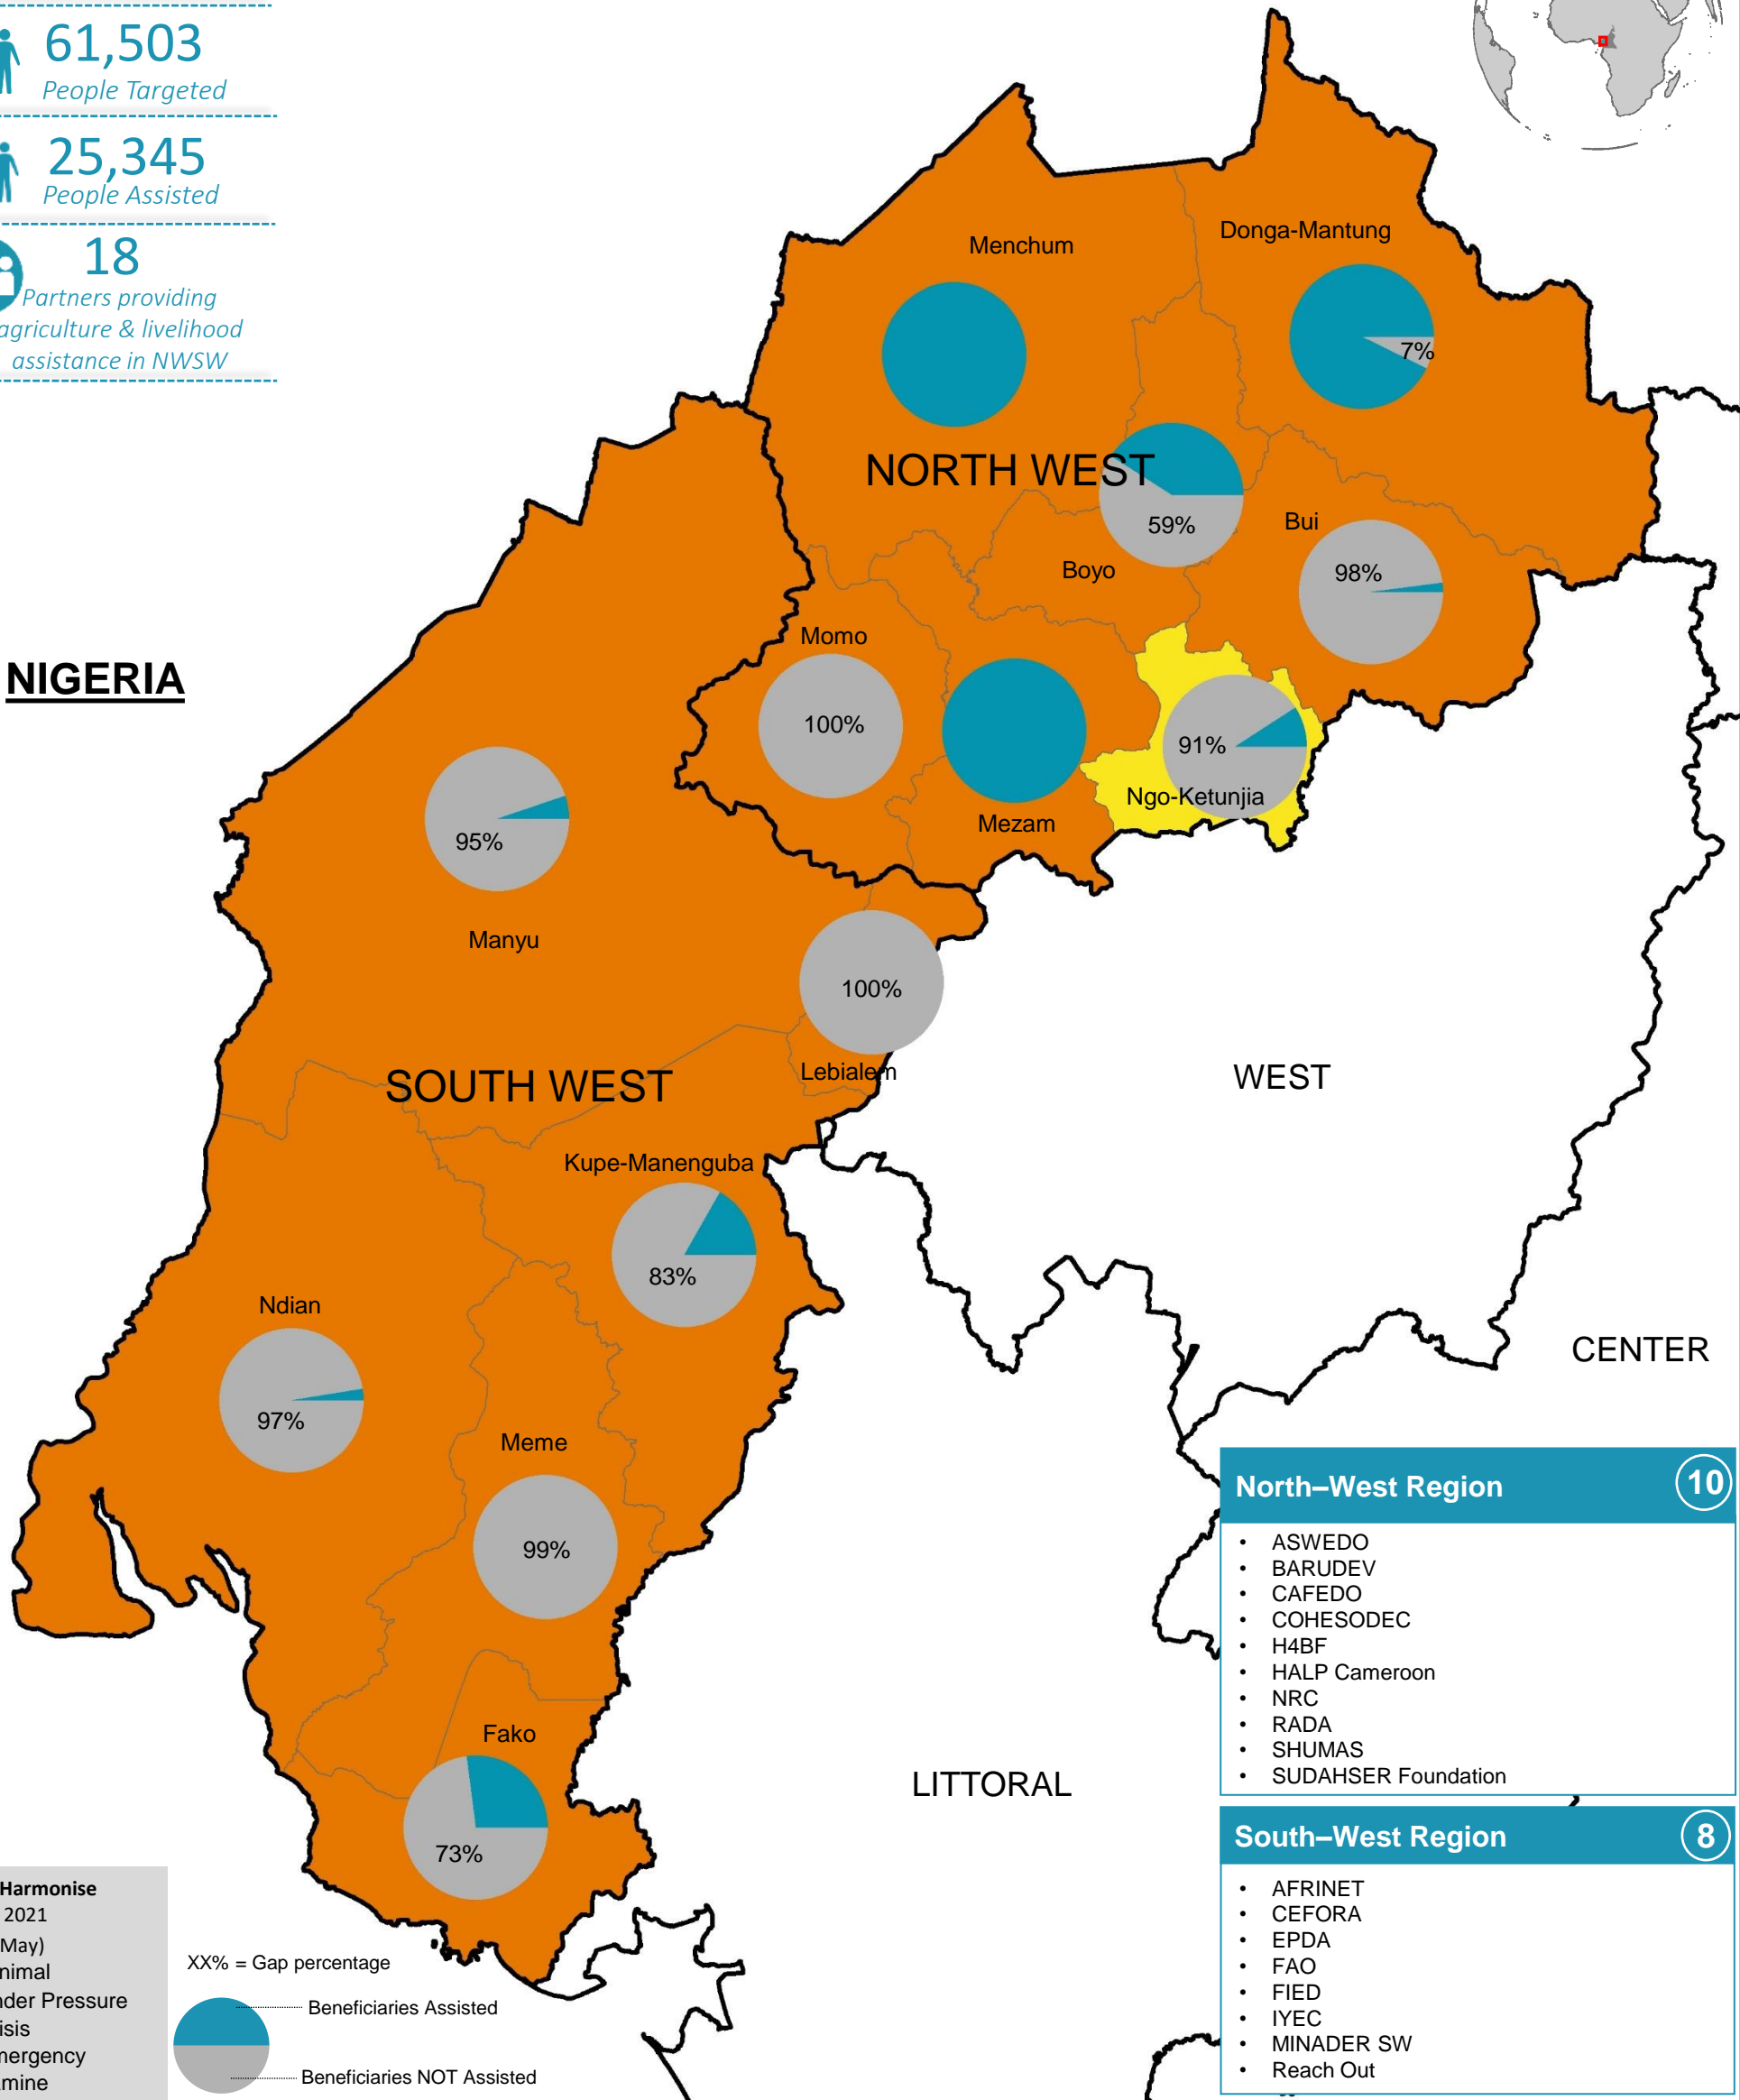 61,503
People Targeted
25,345
People Assisted
18
Partners providing
agriculture & livelihood
assistance in NWSW
Menchum
Donga-Mantung
7%
NORTH WEST
59%
Boyo
Bui
98%
Momo
100%
Mezam
91%
Ngo-Ketunjia
NIGERIA
95%
Manyu
100%
Lebialem
SOUTH WEST
WEST
Kupe-Manenguba
83%
Ndian
97%
Meme
99%
CENTER
Fako
73%
LITTORAL
North–West Region
10
• ASWEDO
• BARUDEV
• CAFEDO
• COHESODEC
• H4BF
• HALP Cameroon
• NRC
• RADA
• SHUMAS
• SUDAHSER Foundation
South–West Region
8
• AFRINET
• CEFORA
• EPDA
• FAO
• FIED
• IYEC
• MINADER SW
• Reach Out
Harmonise
2021
May)
nimal
nder Pressure
isis
mergency
amine
XX% = Gap percentage
Beneficiaries Assisted
Beneficiaries NOT Assisted